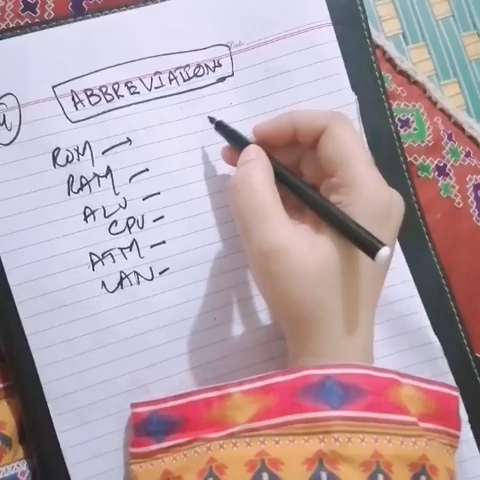 ABBREVIATIONS
ROM →
RAM -
ALU -
CPU -
ATM -
LAN -